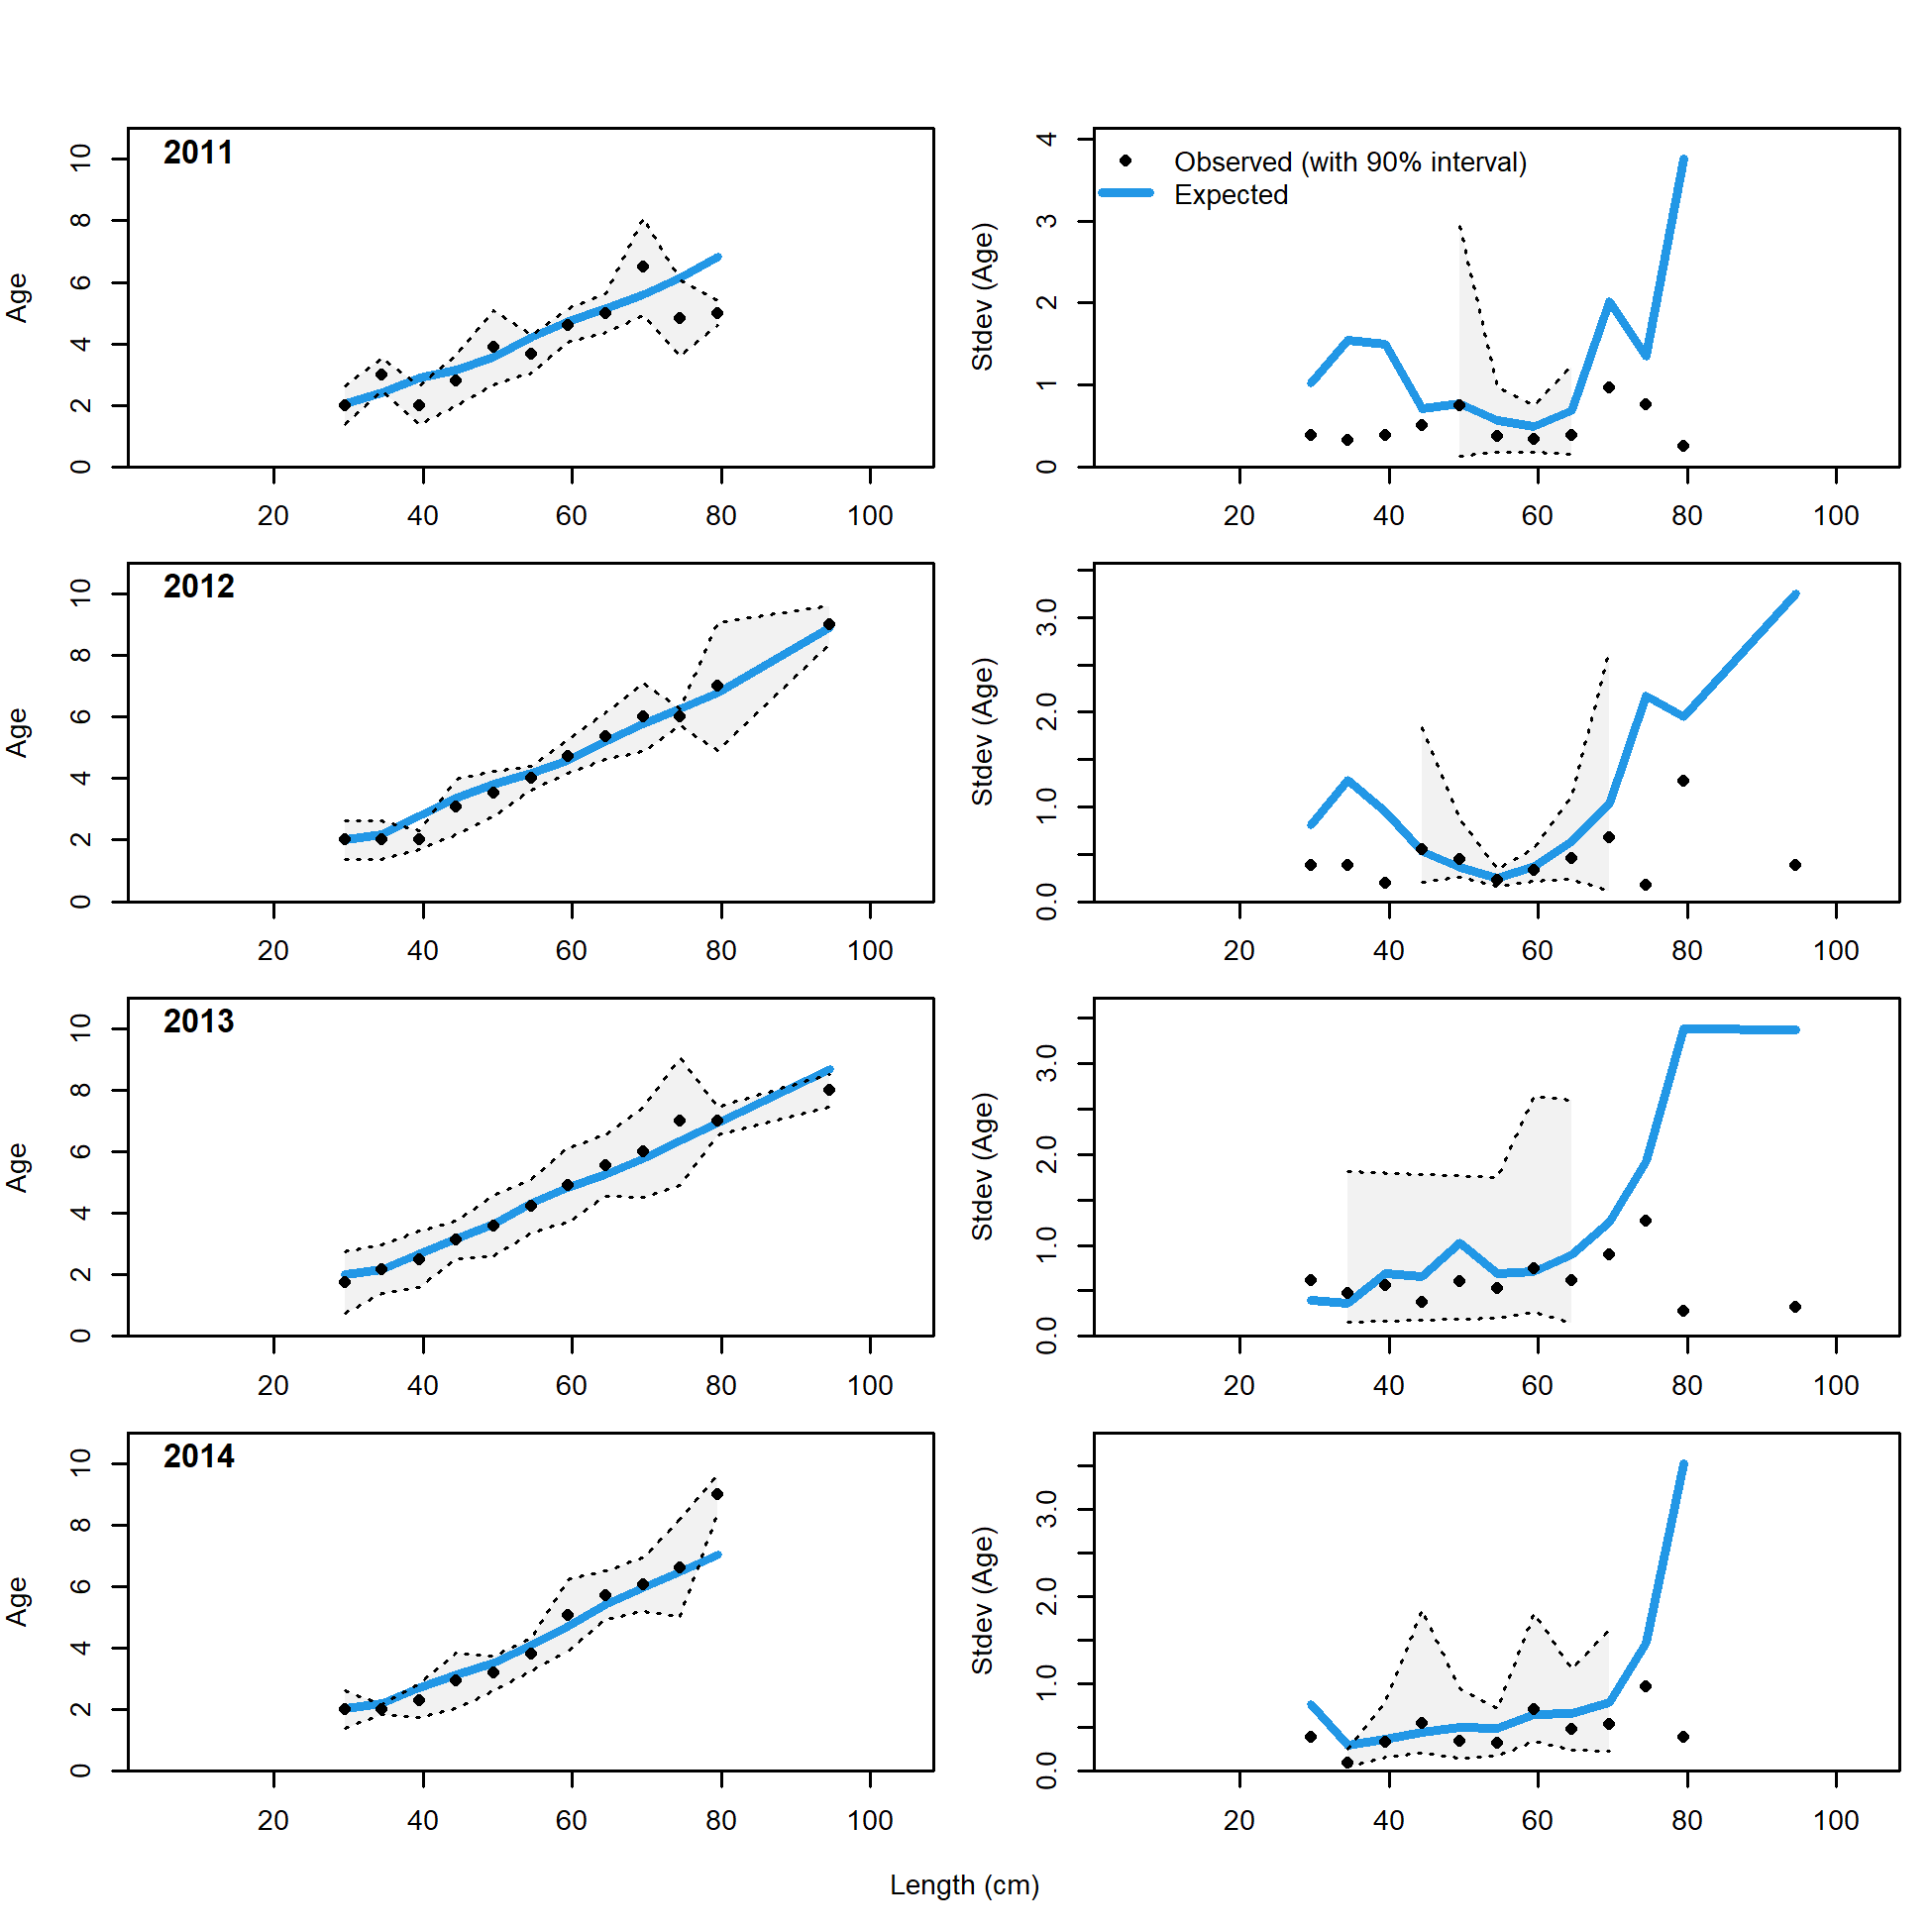 2011
Age
0 2 4 6 8 10
20 40 60 80 100
Observed (with 90% interval)
Expected
Stdev (Age)
0 1 2 3 4
20 40 60 80 100
2012
Age
0 2 4 6 8 10
20 40 60 80 100
Stdev (Age)
0.0 1.0 2.0 3.0
20 40 60 80 100
2013
Age
0 2 4 6 8 10
20 40 60 80 100
Stdev (Age)
0.0 1.0 2.0 3.0
20 40 60 80 100
2014
Age
0 2 4 6 8 10
20 40 60 80 100
Stdev (Age)
0.0 1.0 2.0 3.0
20 40 60 80 100
Length (cm)